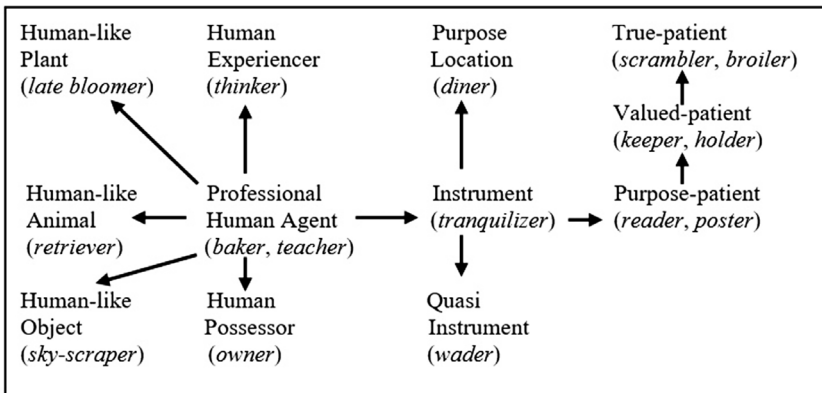 Human-like
Plant
(late bloomer)
Human
Experiencer
(thinker)
Purpose
Location
(diner)
True-patient
(scrambler, broiler)
Valued-patient
(keeper, holder)
Human-like
Animal
(retriever)
Professional
Human Agent
(baker, teacher)
Instrument
(tranquilizer)
Purpose-patient
(reader, poster)
Human-like
Object
(sky-scraper)
Human
Possessor
(owner)
Quasi
Instrument
(wader)